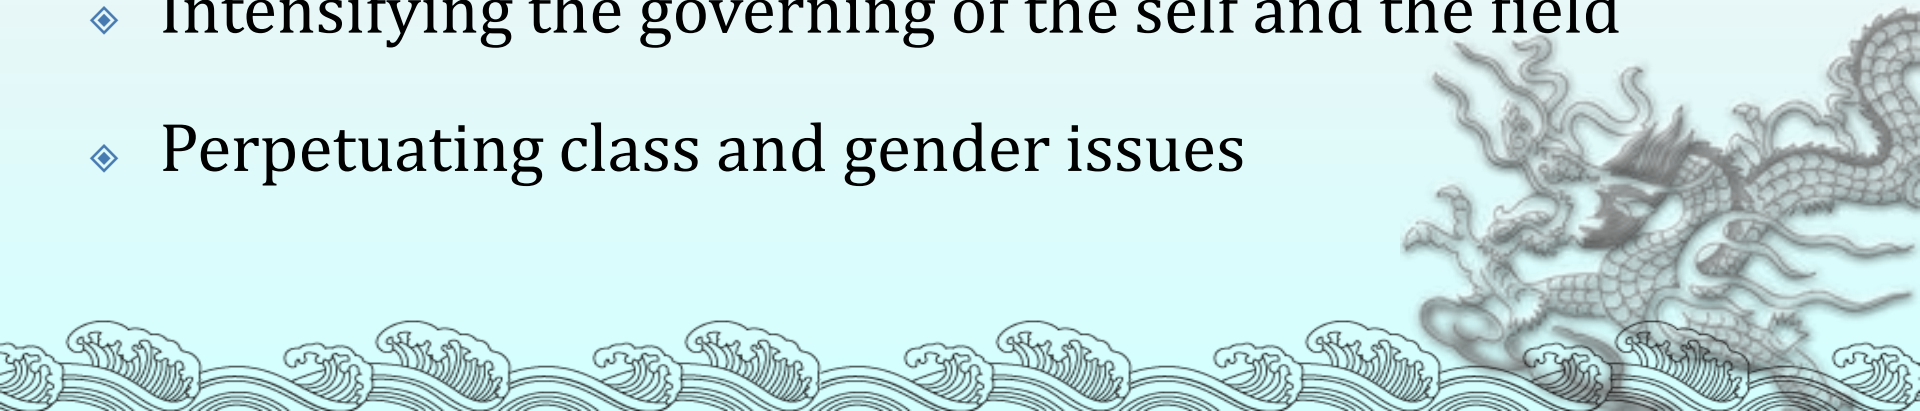 Intensifying the governing of the self and the field
Perpetuating class and gender issues